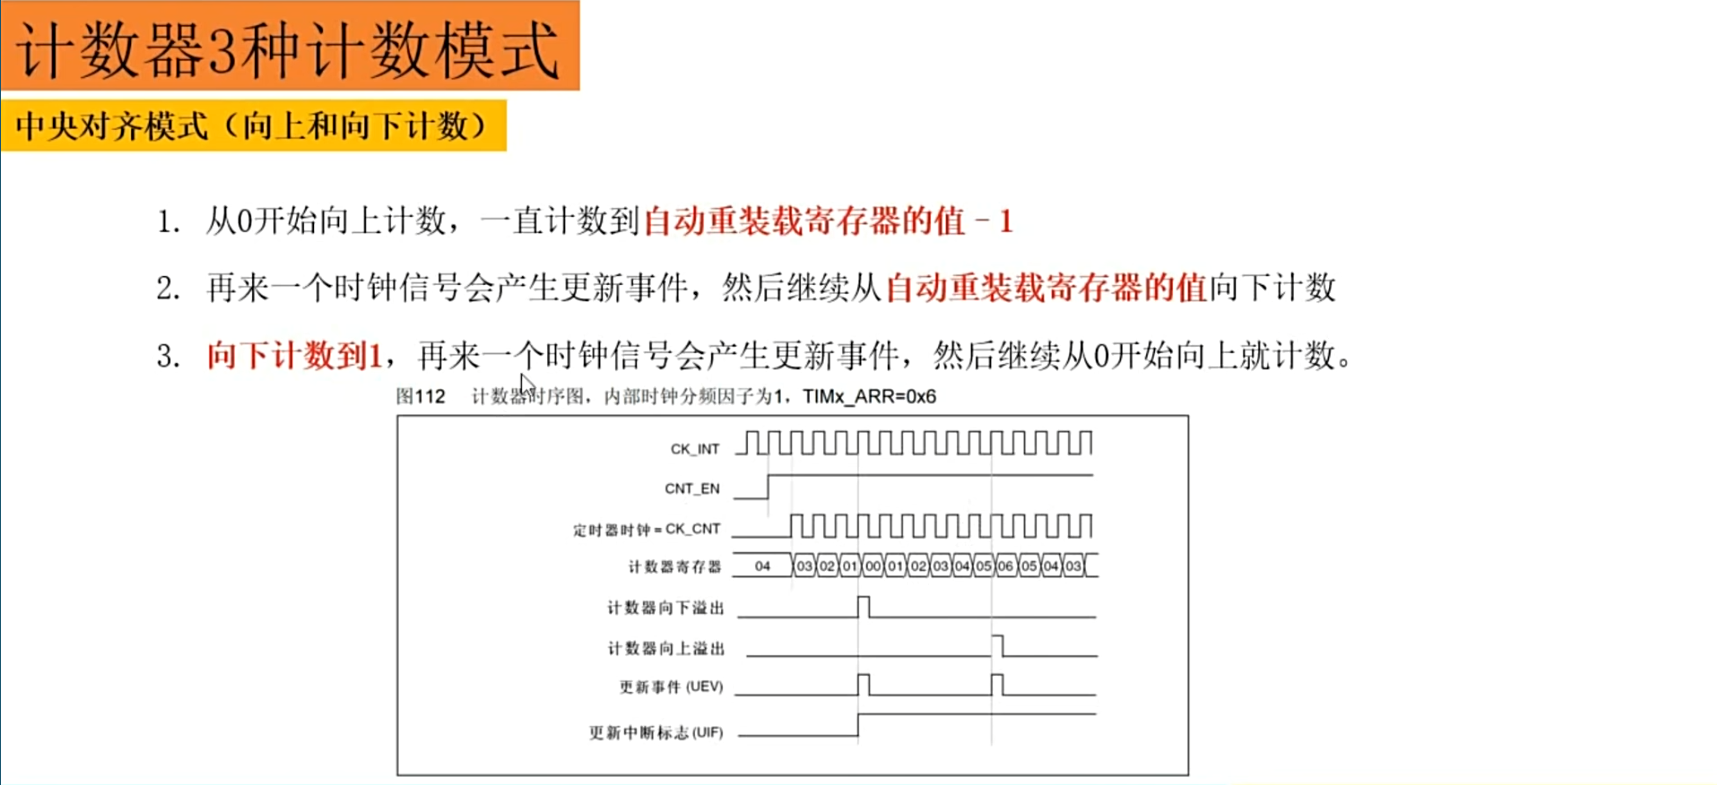 计数器3种计数模式
中央对齐模式（向上和向下计数）
1. 从0开始向上计数，一直计数到自动重装载寄存器的值－1
2. 再来一个时钟信号会产生更新事件，然后继续从自动重装载寄存器的值向下计数
3. 向下计数到1，再来一个时钟信号会产生更新事件，然后继续从0开始向上就计数。
图112 计数器时序图，内部时钟分频因子为1，TIMx_ARR=0x6
CK_INT
CNT_EN
定时器时钟=CK_CNT
计数器寄存器 04 03 02 01 00 01 02 03 04 05 06 05 04 03
计数器向下溢出
计数器向上溢出
更新事件(UEV)
更新中断标志(UIF)